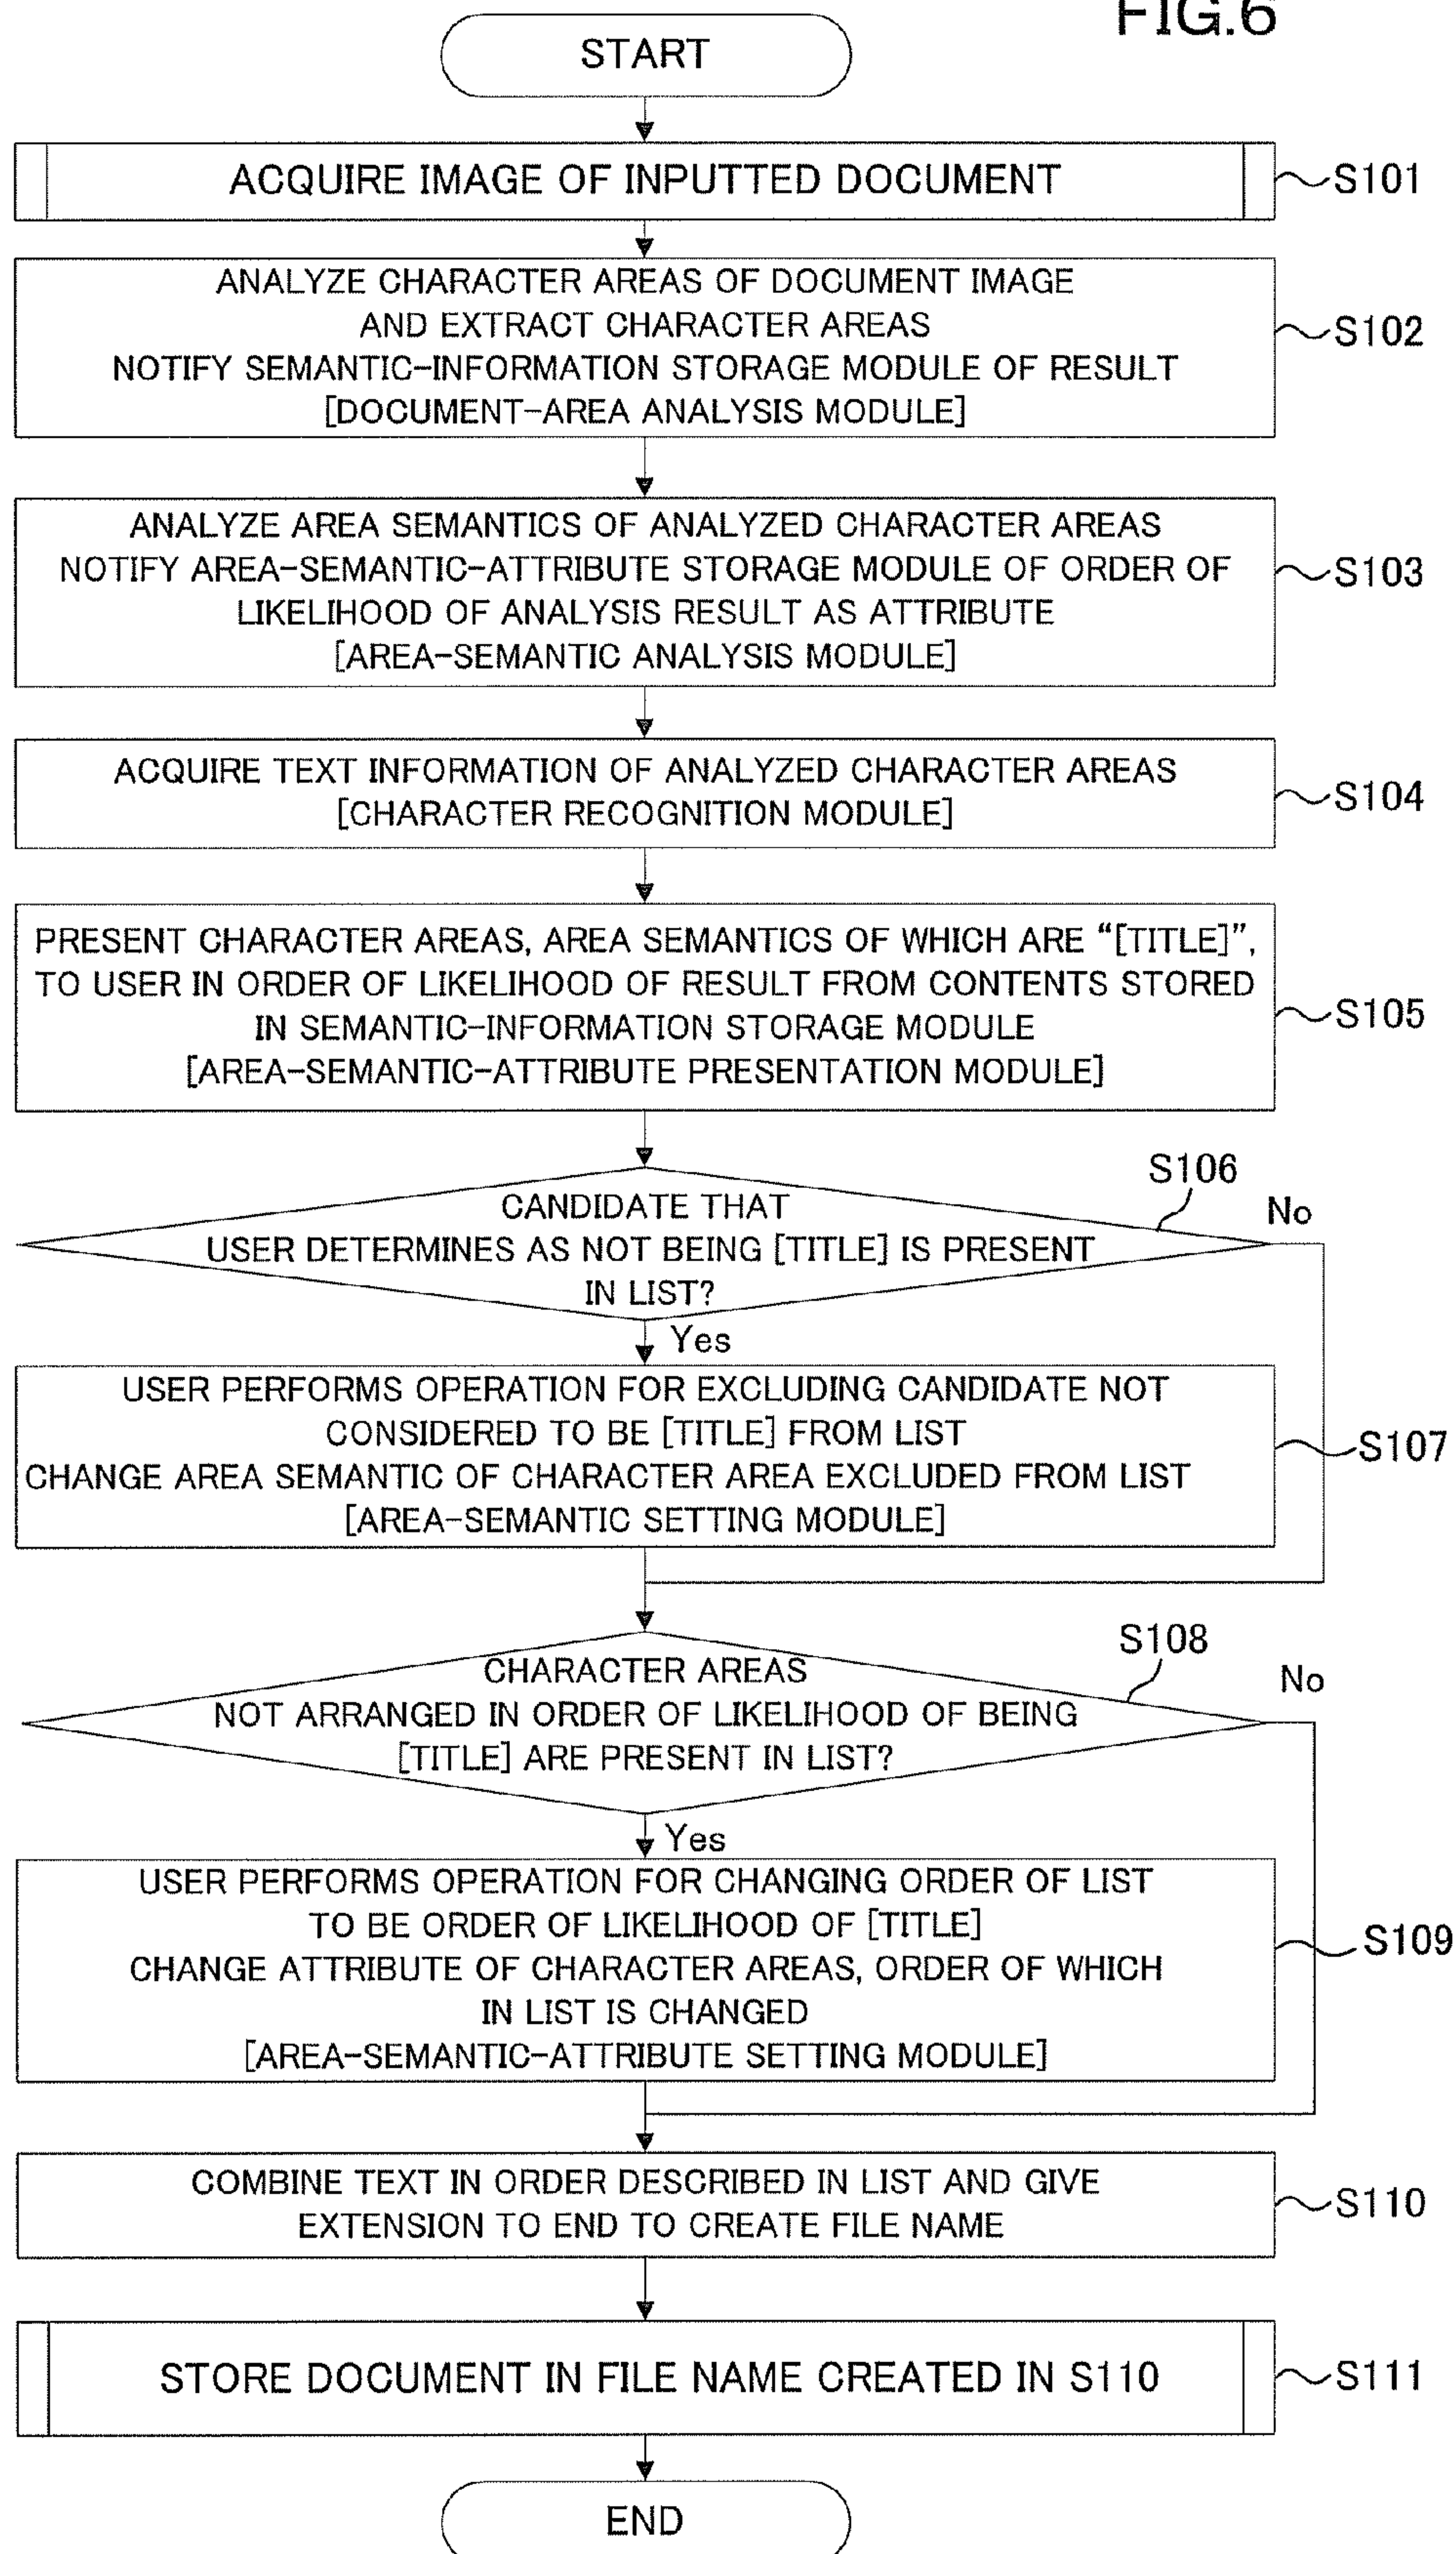 FIG.6
START
ACQUIRE IMAGE OF INPUTTED DOCUMENT
S101
ANALYZE CHARACTER AREAS OF DOCUMENT IMAGE
AND EXTRACT CHARACTER AREAS
NOTIFY SEMANTIC-INFORMATION STORAGE MODULE OF RESULT
[DOCUMENT-AREA ANALYSIS MODULE]
S102
ANALYZE AREA SEMANTICS OF ANALYZED CHARACTER AREAS
NOTIFY AREA-SEMANTIC-ATTRIBUTE STORAGE MODULE OF ORDER OF
LIKELIHOOD OF ANALYSIS RESULT AS ATTRIBUTE
[AREA-SEMANTIC ANALYSIS MODULE]
S103
ACQUIRE TEXT INFORMATION OF ANALYZED CHARACTER AREAS
[CHARACTER RECOGNITION MODULE]
S104
PRESENT CHARACTER AREAS, AREA SEMANTICS OF WHICH ARE “[TITLE]”,
TO USER IN ORDER OF LIKELIHOOD OF RESULT FROM CONTENTS STORED
IN SEMANTIC-INFORMATION STORAGE MODULE
[AREA-SEMANTIC-ATTRIBUTE PRESENTATION MODULE]
S105
S106
No
CANDIDATE THAT
USER DETERMINES AS NOT BEING [TITLE] IS PRESENT
IN LIST?
Yes
USER PERFORMS OPERATION FOR EXCLUDING CANDIDATE NOT
CONSIDERED TO BE [TITLE] FROM LIST
CHANGE AREA SEMANTIC OF CHARACTER AREA EXCLUDED FROM LIST
[AREA-SEMANTIC SETTING MODULE]
S107
S108
No
CHARACTER AREAS
NOT ARRANGED IN ORDER OF LIKELIHOOD OF BEING
[TITLE] ARE PRESENT IN LIST?
Yes
USER PERFORMS OPERATION FOR CHANGING ORDER OF LIST
TO BE ORDER OF LIKELIHOOD OF [TITLE]
CHANGE ATTRIBUTE OF CHARACTER AREAS, ORDER OF WHICH
IN LIST IS CHANGED
[AREA-SEMANTIC-ATTRIBUTE SETTING MODULE]
S109
COMBINE TEXT IN ORDER DESCRIBED IN LIST AND GIVE
EXTENSION TO END TO CREATE FILE NAME
S110
STORE DOCUMENT IN FILE NAME CREATED IN S110
S111
END